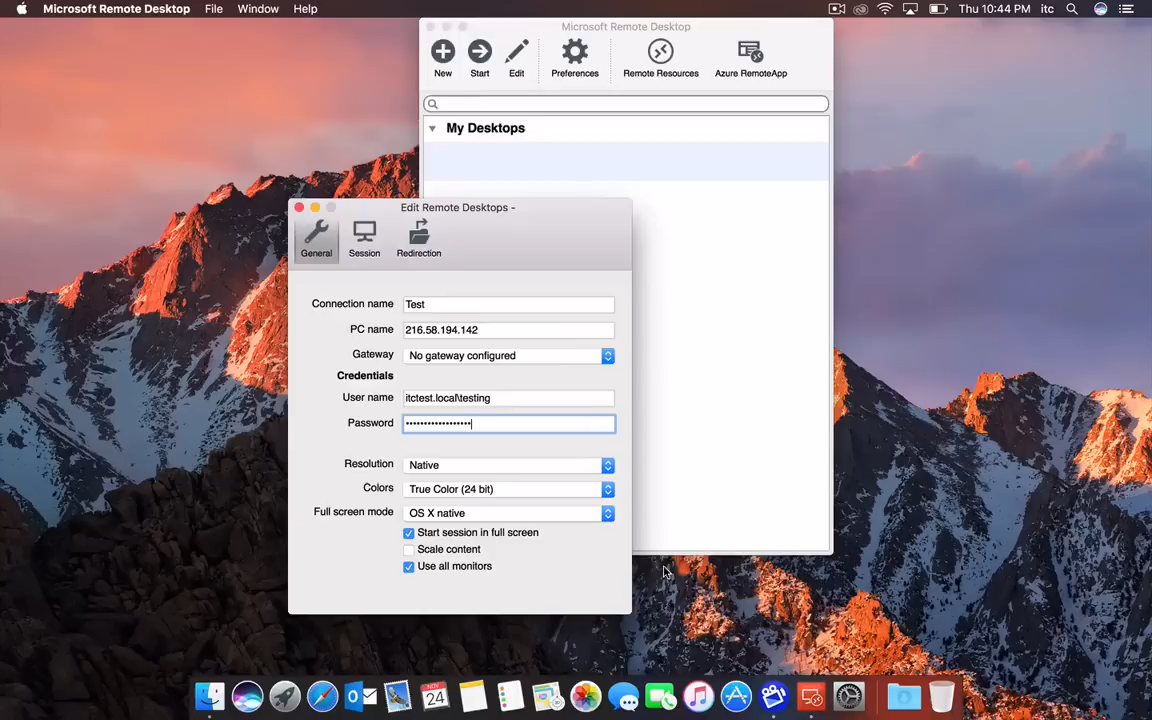 Microsoft Remote Desktop File Window Help Thu 10:44 PM itc
Microsoft Remote Desktop
New Start Edit Preferences Remote Resources Azure RemoteApp
My Desktops
Edit Remote Desktops -
General Session Redirection
Connection name Test
PC name 216.58.194.142
Gateway No gateway configured
Credentials
User name itctest.local\testing
Password ••••••••••••••••••
Resolution Native
Colors True Color (24 bit)
Full screen mode OS X native
Start session in full screen
Scale content
Use all monitors
NOV
24